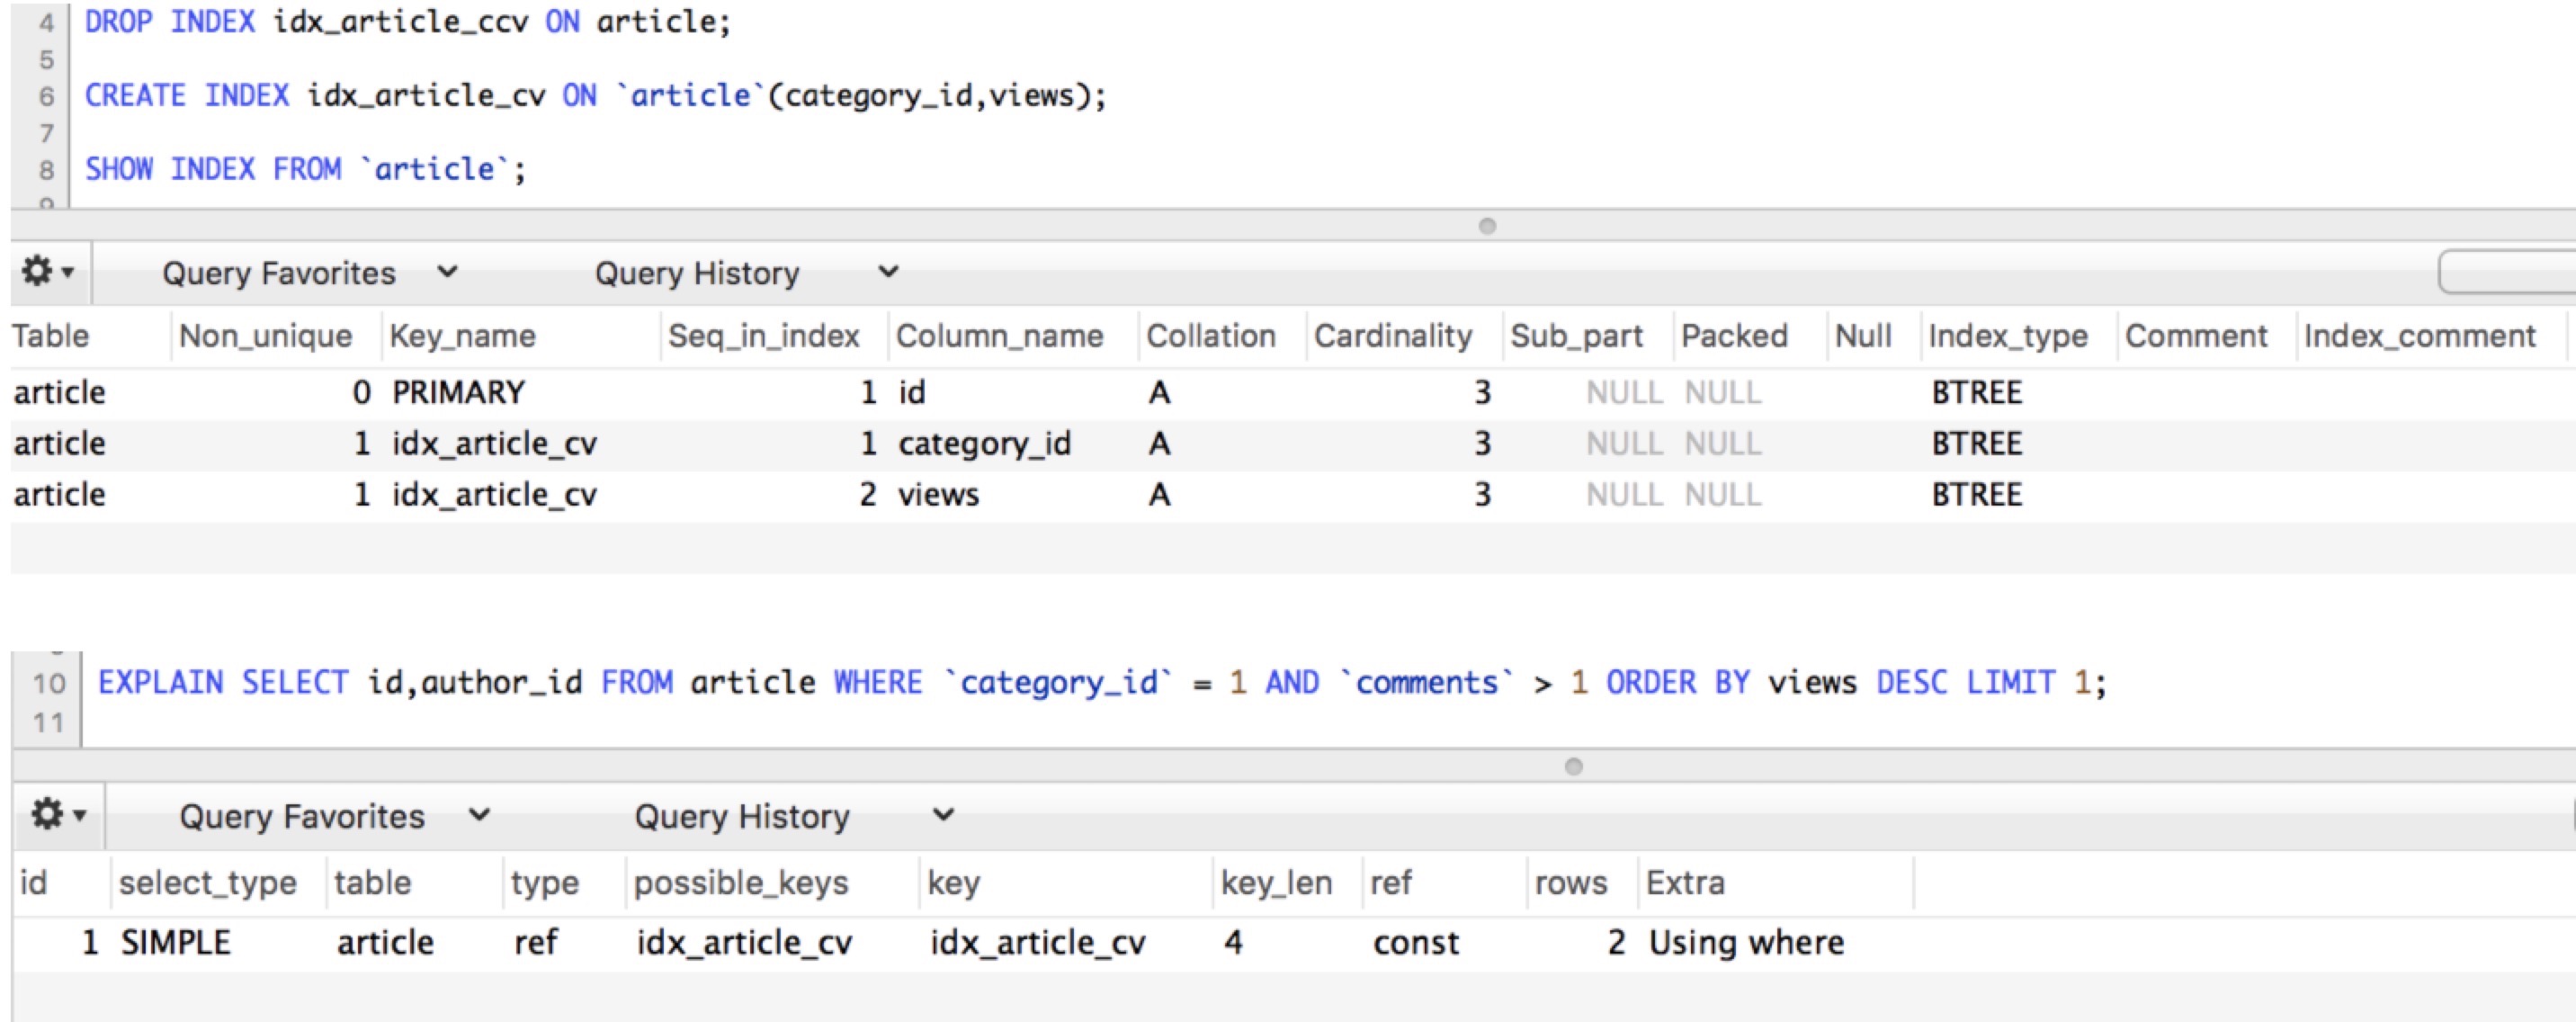 4 DROP INDEX idx_article_ccv ON article;
5
6 CREATE INDEX idx_article_cv ON `article`(category_id,views);
7
8 SHOW INDEX FROM `article`;
9
Query Favorites Query History
Table Non_unique Key_name Seq_in_index Column_name Collation Cardinality Sub_part Packed Null Index_type Comment Index_comment
article 0 PRIMARY 1 id A 3 NULL NULL BTREE
article 1 idx_article_cv 1 category_id A 3 NULL NULL BTREE
article 1 idx_article_cv 2 views A 3 NULL NULL BTREE
10 EXPLAIN SELECT id,author_id FROM article WHERE `category_id` = 1 AND `comments` > 1 ORDER BY views DESC LIMIT 1;
11
Query Favorites Query History
id select_type table type possible_keys key key_len ref rows Extra
1 SIMPLE article ref idx_article_cv idx_article_cv 4 const 2 Using where